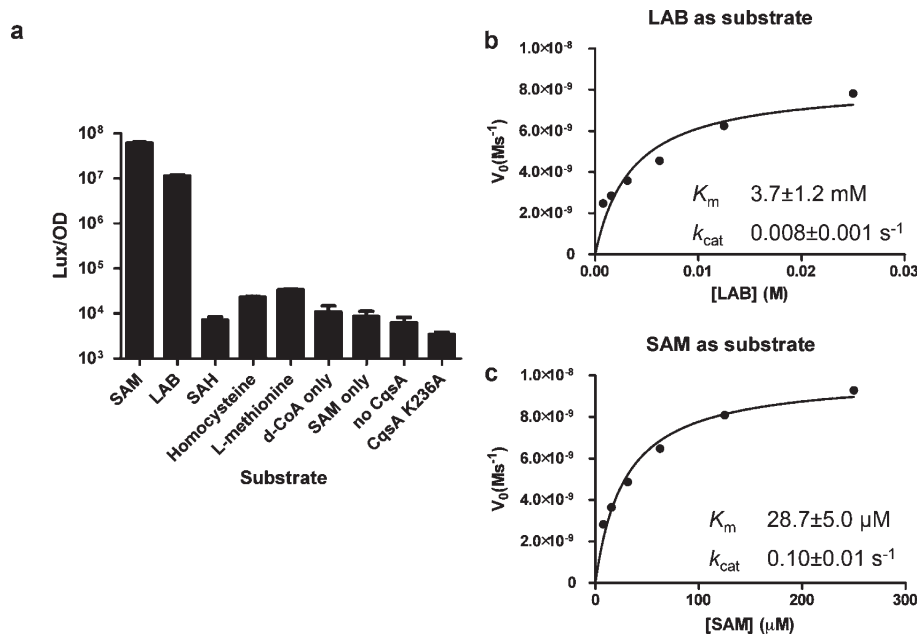 a
Lux/OD
10⁸
10⁷
10⁶
10⁵
10⁴
10³
SAM
LAB
SAH
Homocysteine
L-methionine
d-CoA only
SAM only
no CqsA
CqsA K236A
Substrate
b
LAB as substrate
V₀(Ms⁻¹)
1.0×10⁻⁸
8.0×10⁻⁹
6.0×10⁻⁹
4.0×10⁻⁹
2.0×10⁻⁹
0
0.00 0.01 0.02 0.03
[LAB] (M)
Kₘ 3.7±1.2 mM
k_cat 0.008±0.001 s⁻¹
c
SAM as substrate
V₀(Ms⁻¹)
1.0×10⁻⁸
8.0×10⁻⁹
6.0×10⁻⁹
4.0×10⁻⁹
2.0×10⁻⁹
0
0 100 200 300
[SAM] (μM)
Kₘ 28.7±5.0 μM
k_cat 0.10±0.01 s⁻¹